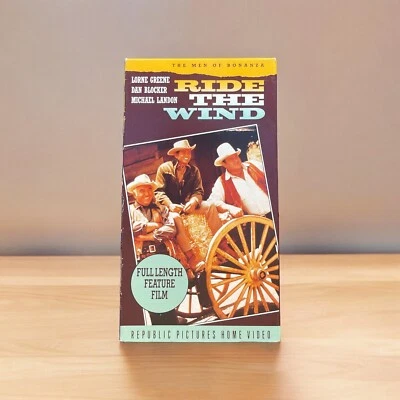 THE MEN OF BONANZA
LORNE GREENE
DAN BLOCKER
MICHAEL LANDON
RIDE
THE
WIND
FULL LENGTH
FEATURE
FILM
REPUBLIC PICTURES HOME VIDEO